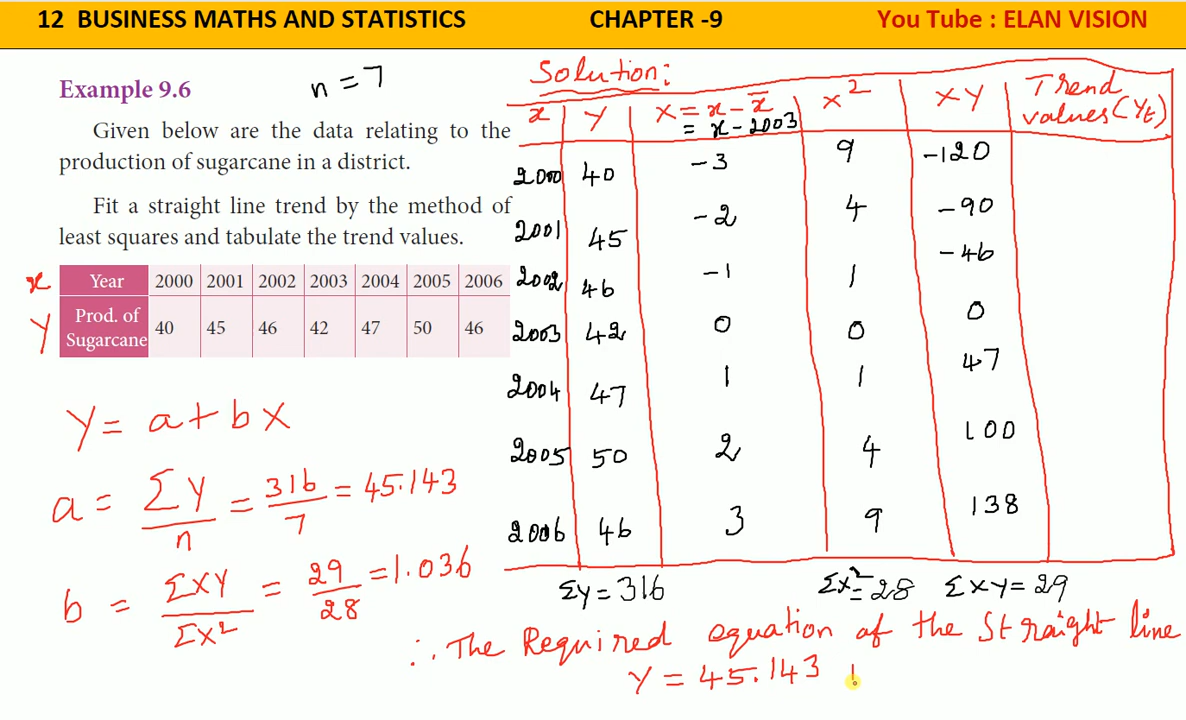 12 BUSINESS MATHS AND STATISTICS CHAPTER -9 You Tube : ELAN VISION
Example 9.6
n = 7
Given below are the data relating to the
production of sugarcane in a district.
Fit a straight line trend by the method of
least squares and tabulate the trend values.
x Year 2000 2001 2002 2003 2004 2005 2006
Y Prod. of Sugarcane 40 45 46 42 47 50 46
Y = a + b X
a = ΣY/n = 316/7 = 45.143
b = ΣXY/ΣX² = 29/28 = 1.036
Solution:
x Y X = x - x̄ = x - 2003 X² XY Trend values (Yt)
2000 40 -3 9 -120
2001 45 -2 4 -90
2002 46 -1 1 -46
2003 42 0 0 0
2004 47 1 1 47
2005 50 2 4 100
2006 46 3 9 138
ΣY = 316 ΣX² = 28 ΣXY = 29
∴ The Required equation of the Straight line
Y = 45.143